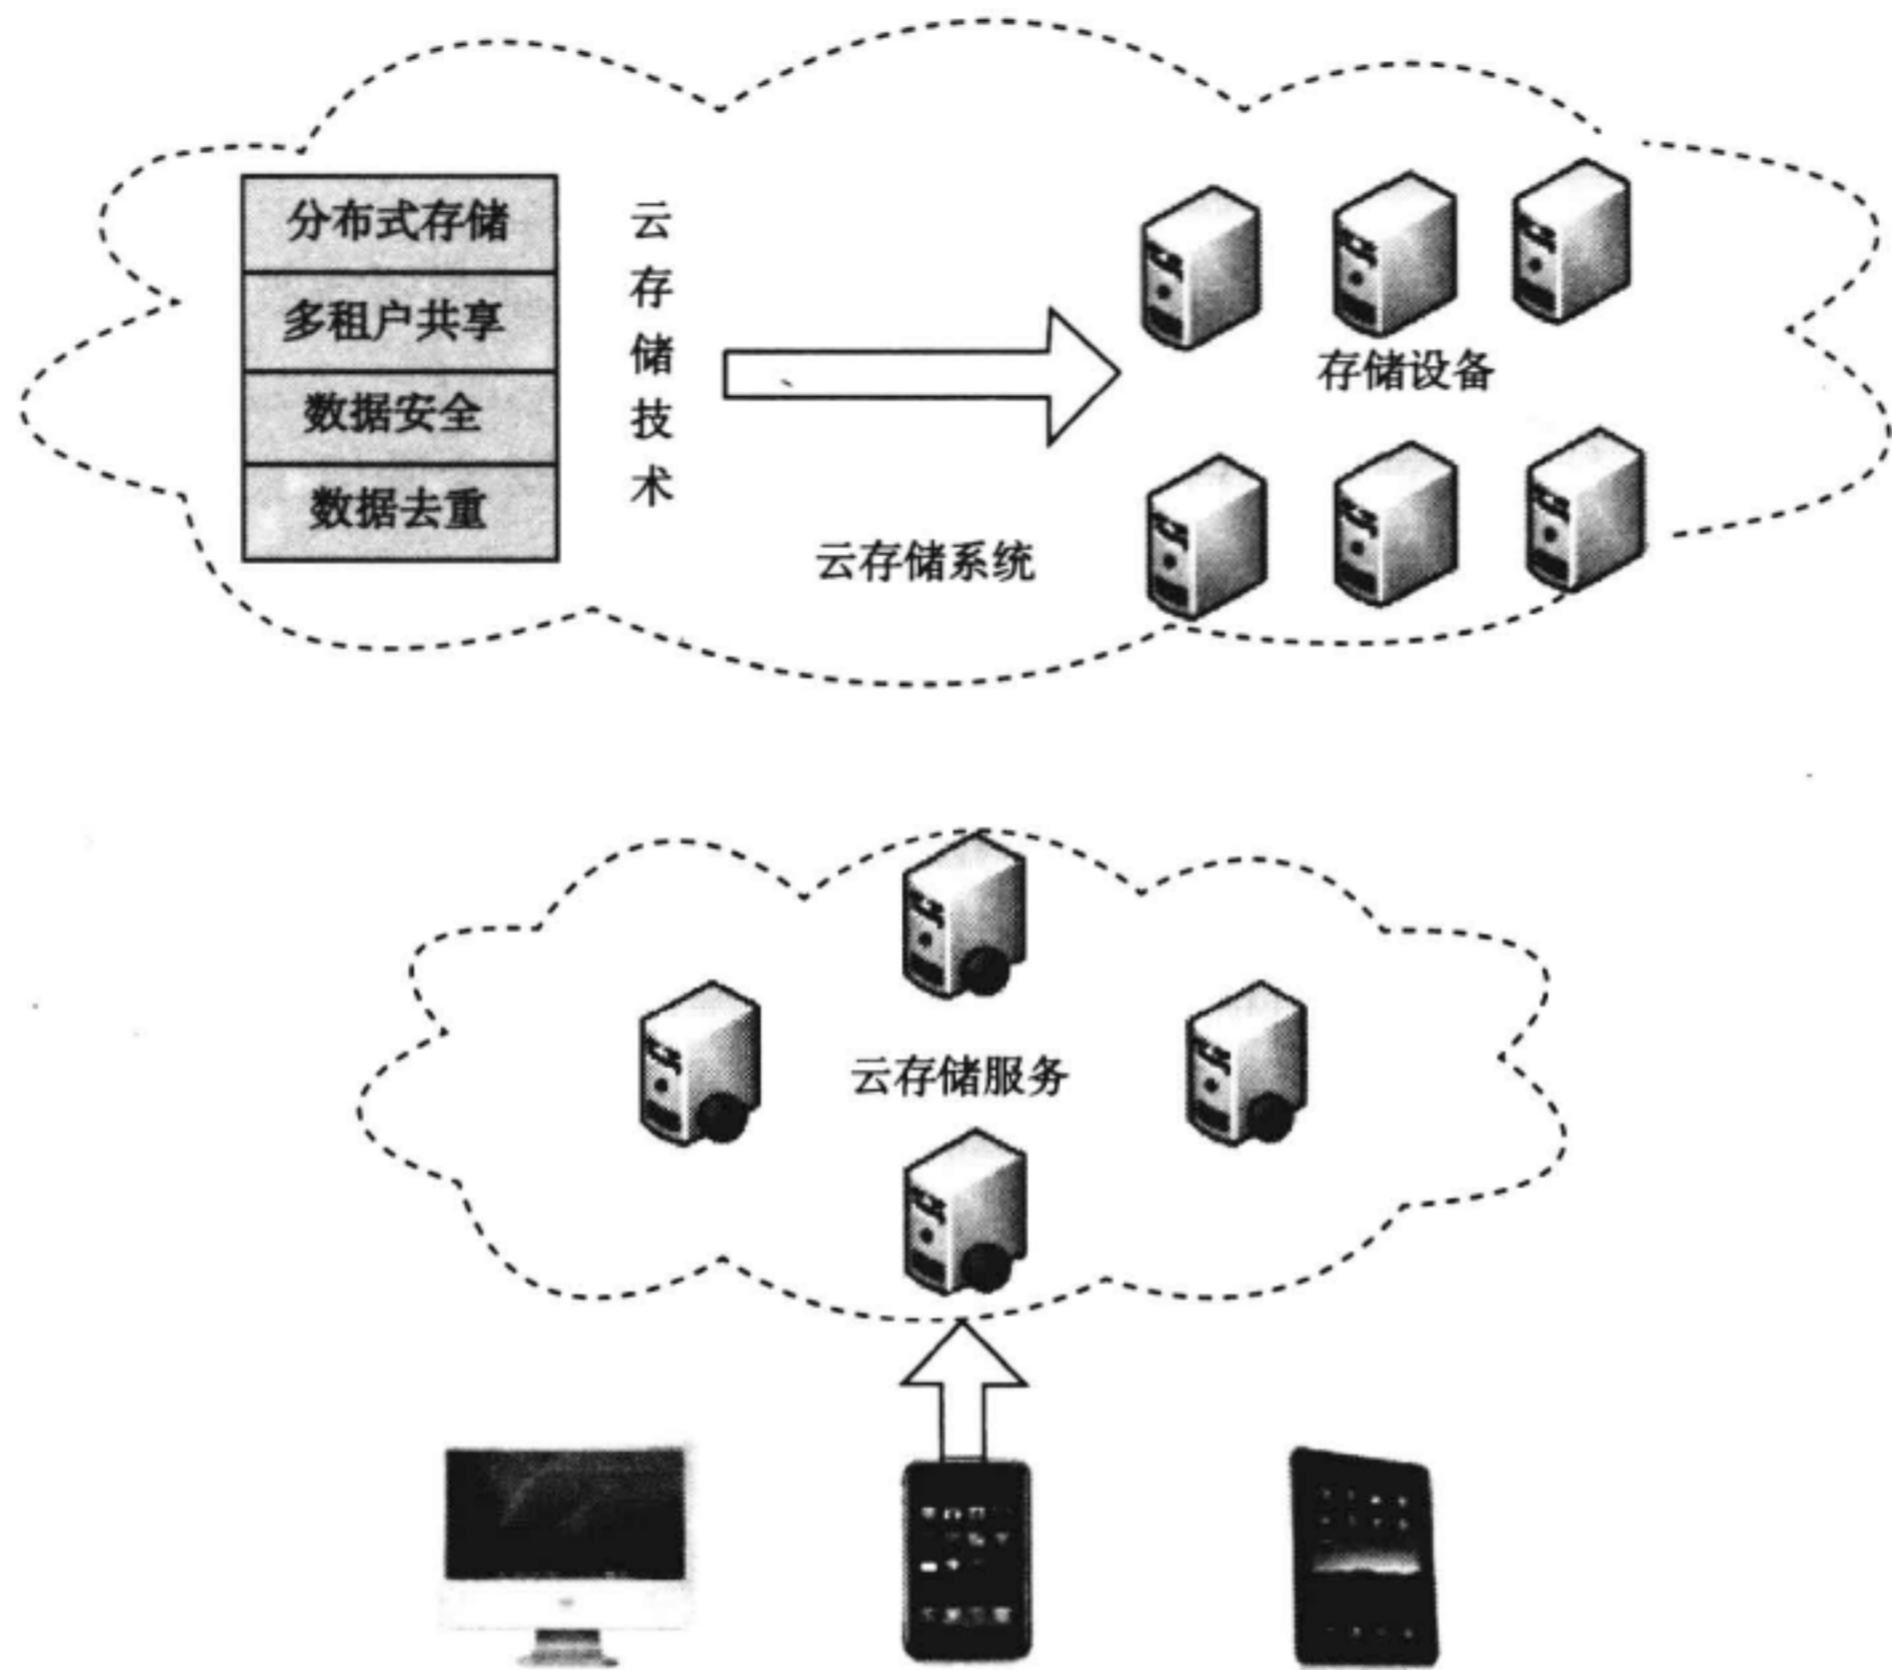 分布式存储
多租户共享
数据安全
数据去重
云存储技术
存储设备
云存储系统
云存储服务